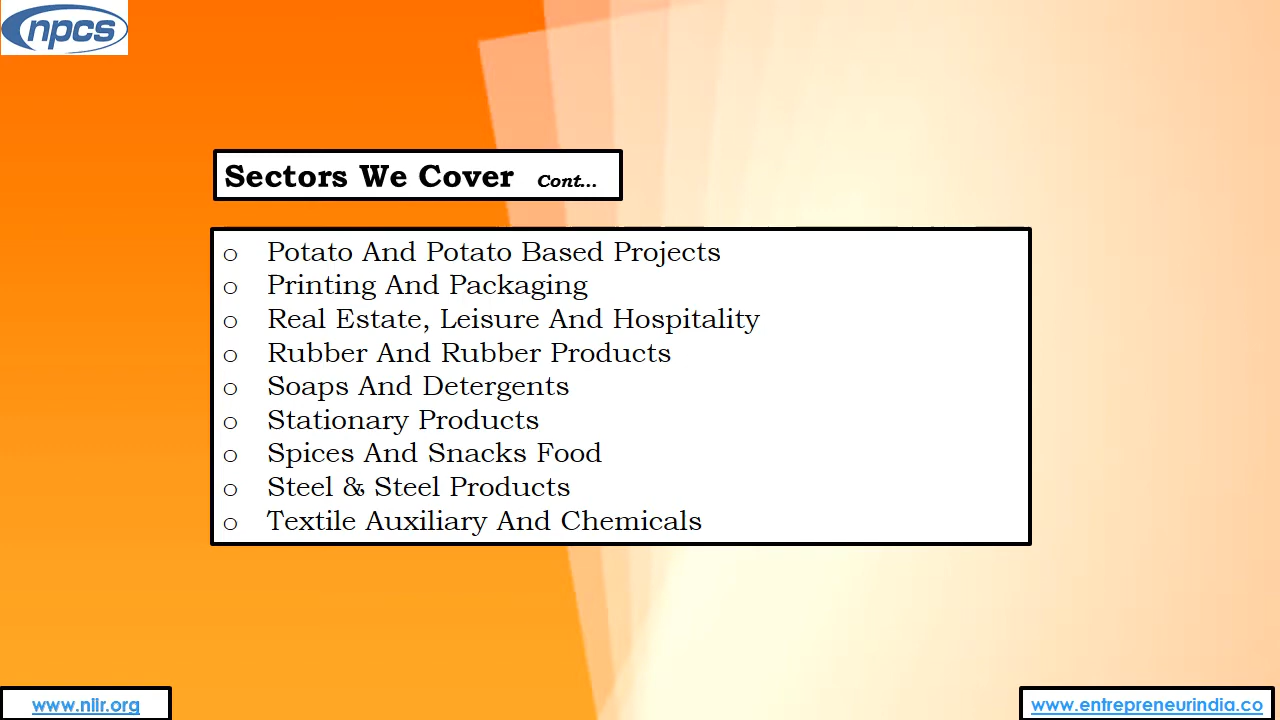 npcs
Sectors We Cover Cont...
o Potato And Potato Based Projects
o Printing And Packaging
o Real Estate, Leisure And Hospitality
o Rubber And Rubber Products
o Soaps And Detergents
o Stationary Products
o Spices And Snacks Food
o Steel & Steel Products
o Textile Auxiliary And Chemicals
www.niir.org
www.entrepreneurindia.co